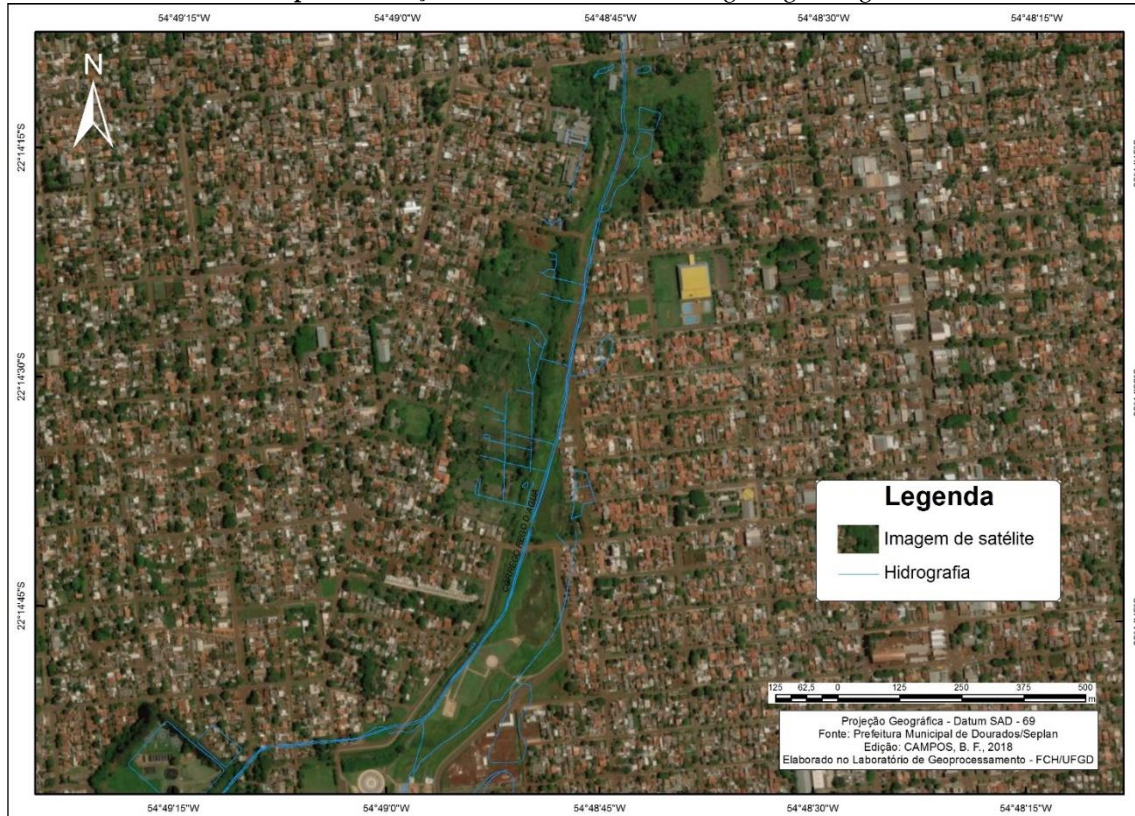 54°49'15"W 54°49'0"W 54°48'45"W 54°48'30"W 54°48'15"W
N
22°14'15"S
22°14'30"S
22°14'45"S
Legenda
Imagem de satélite
Hidrografia
125 62,5 0 125 250 375 500
m
Projeção Geográfica - Datum SAD - 69
Fonte: Prefeitura Municipal de Dourados/Seplan
Edição: CAMPOS, B. F., 2018
Elaborado no Laboratório de Geoprocessamento - FCH/UFGD
54°49'15"W 54°49'0"W 54°48'45"W 54°48'30"W 54°48'15"W